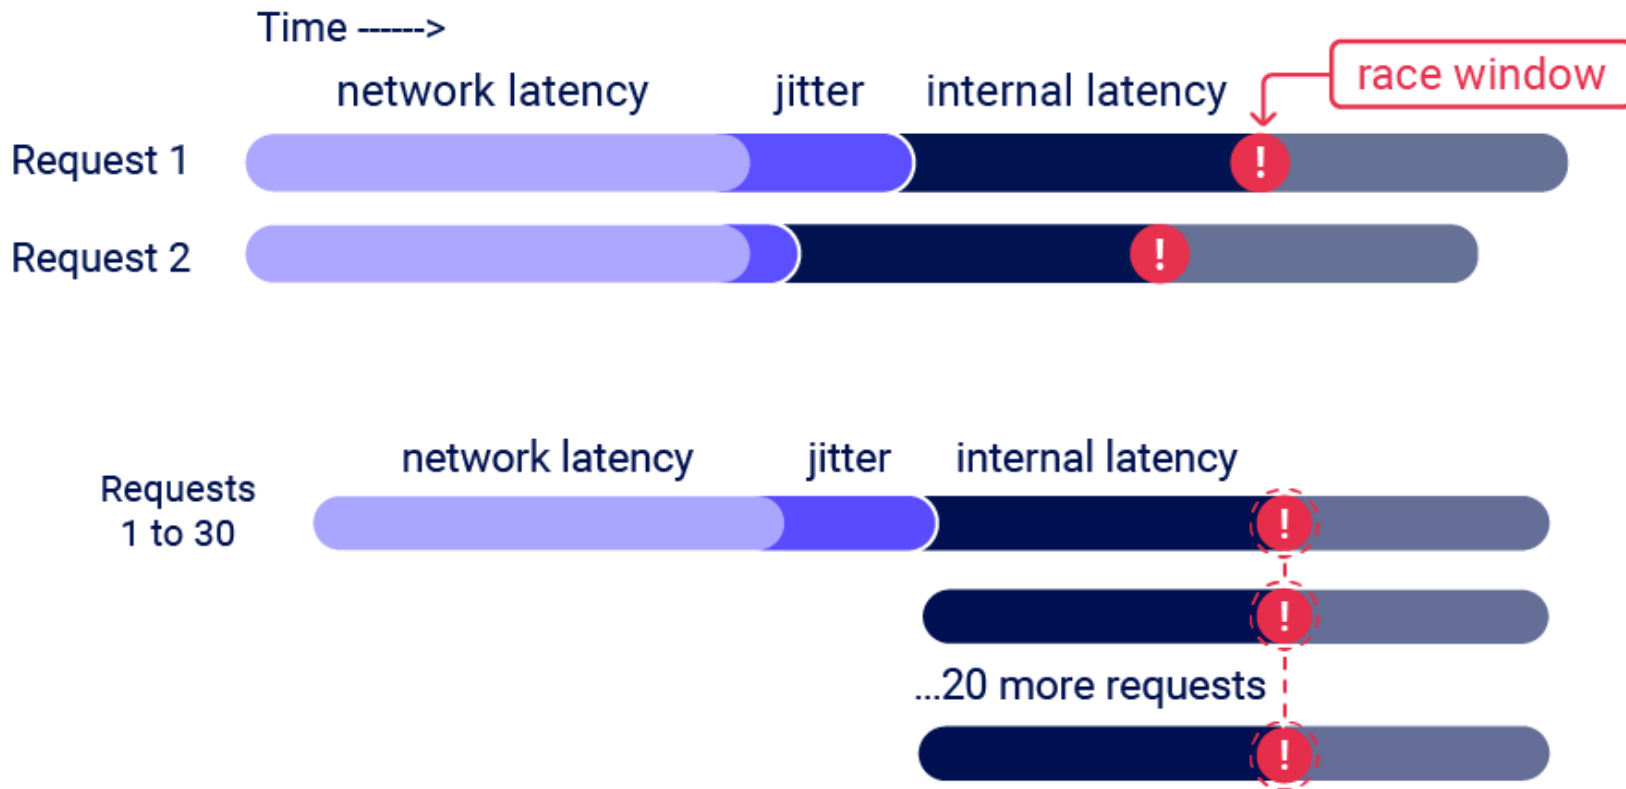 Time ------>
network latency
jitter
internal latency
race window
Request 1
!
Request 2
!
network latency
jitter
internal latency
Requests
1 to 30
!
!
...20 more requests
!